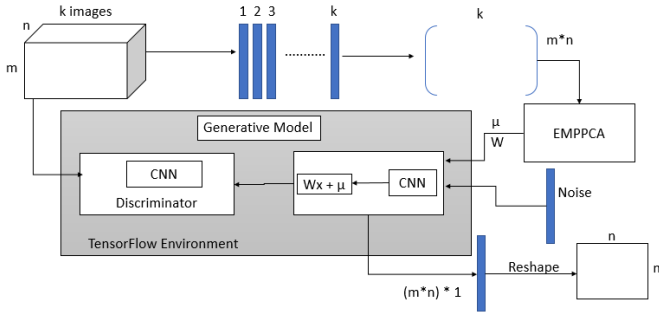 k images
n
m
1 2 3 k
k
m*n
Generative Model
μ
W
EMPPCA
CNN
Discriminator
Wx + μ
CNN
Noise
TensorFlow Environment
(m*n) * 1
Reshape
n
n